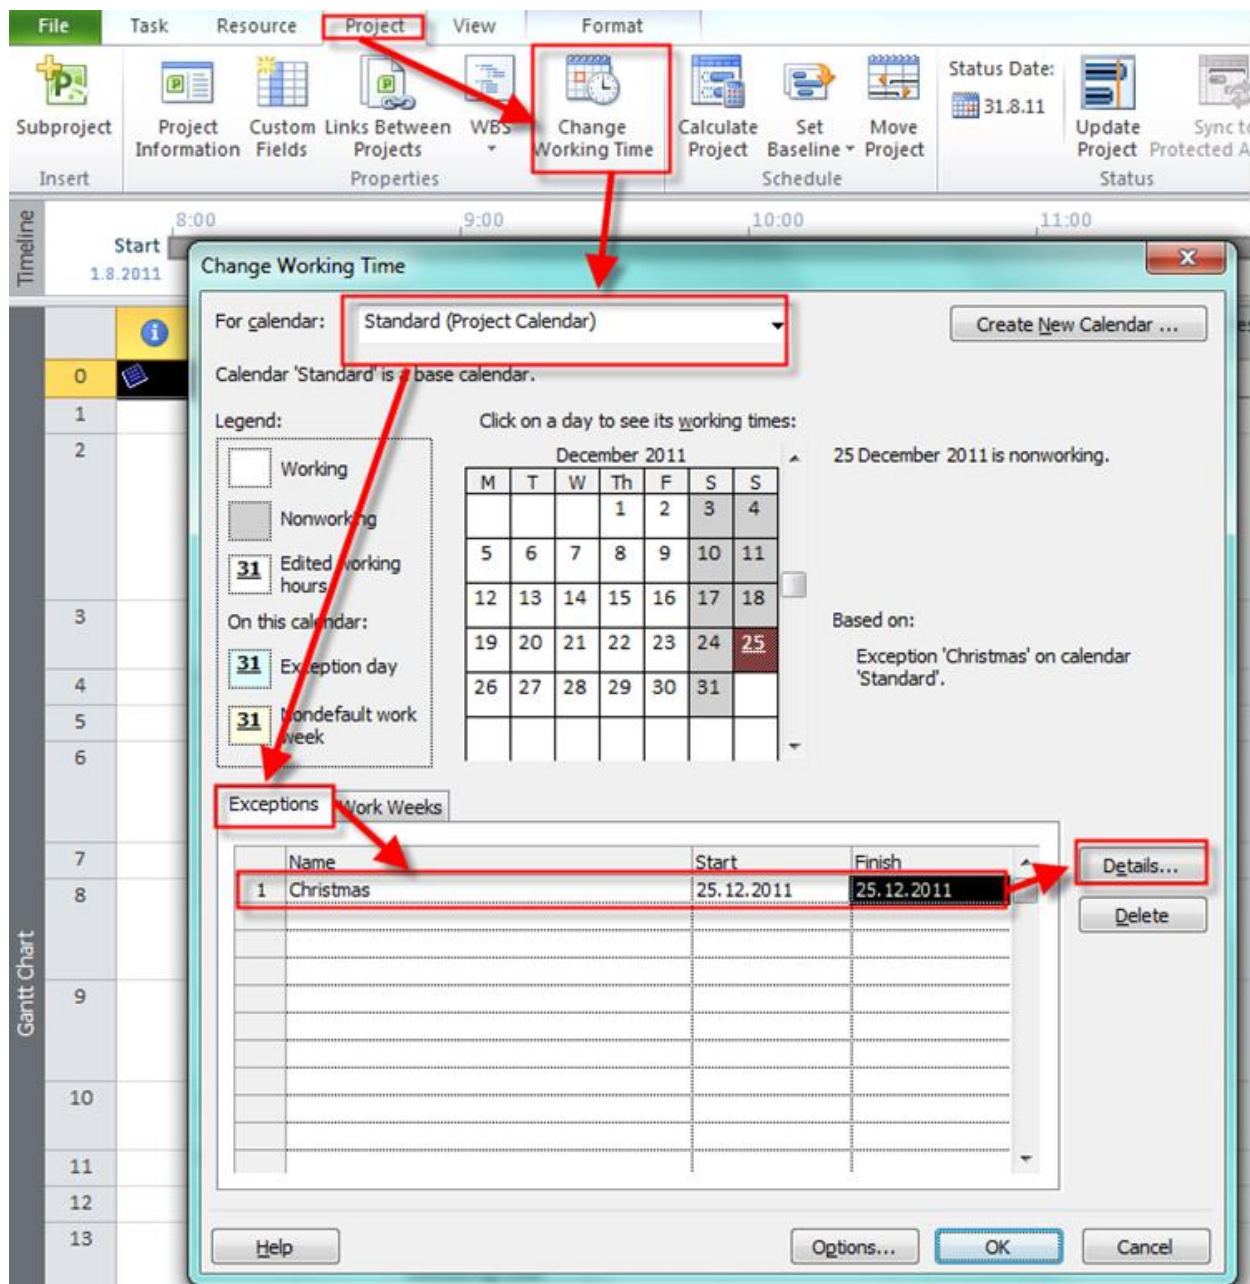 File Task Resource Project View Format
Status Date:
31.8.11
Subproject Project Information Custom Fields Links Between Projects WBS Change Working Time Calculate Project Set Baseline Move Project Update Project Sync to Protected A
Insert Properties Schedule Status
Timeline
8:00 9:00 10:00 11:00
Start
1.8.2011
Change Working Time
For calendar: Standard (Project Calendar) Create New Calendar ...
Calendar 'Standard' is a base calendar.
Legend: Click on a day to see its working times:
Working
Nonworking
31 Edited working
hours
On this calendar:
31 Exception day
31 Nondefault work
week
December 2011
M T W Th F S S
1 2 3 4
5 6 7 8 9 10 11
12 13 14 15 16 17 18
19 20 21 22 23 24 25
26 27 28 29 30 31
25 December 2011 is nonworking.
Based on:
Exception 'Christmas' on calendar
'Standard'.
Exceptions Work Weeks
Name Start Finish
1 Christmas 25.12.2011 25.12.2011
Details...
Delete
Help Options... OK Cancel
Gantt Chart
0
1
2
3
4
5
6
7
8
9
10
11
12
13